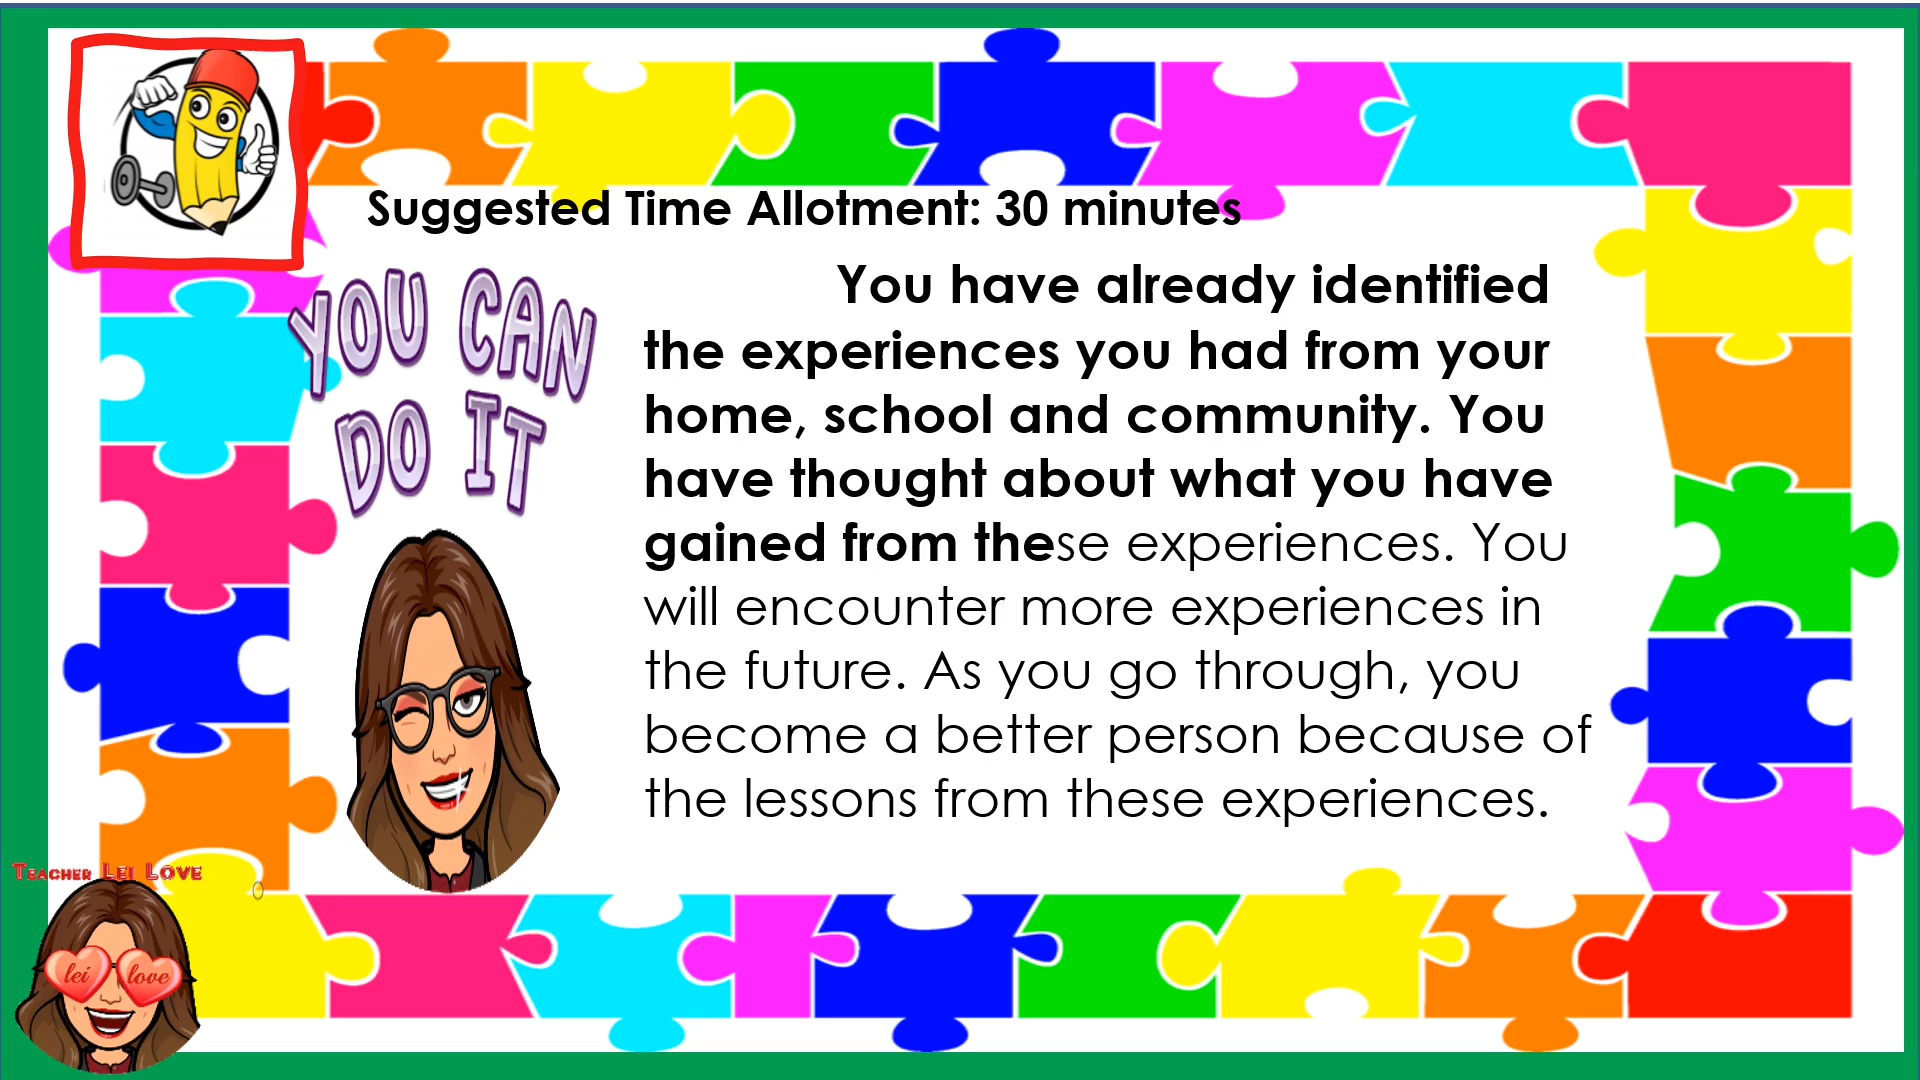 Suggested Time Allotment: 30 minutes
YOU CAN
DO IT
You have already identified
the experiences you had from your
home, school and community. You
have thought about what you have
gained from these experiences. You
will encounter more experiences in
the future. As you go through, you
become a better person because of
the lessons from these experiences.
TEACHER LEI LOVE
lei love